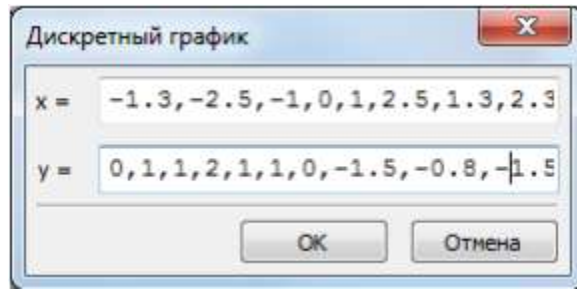 Дискретный график
x = -1.3,-2.5,-1,0,1,2.5,1.3,2.3
y = 0,1,1,2,1,1,0,-1.5,-0.8,-1.5
OK Отмена